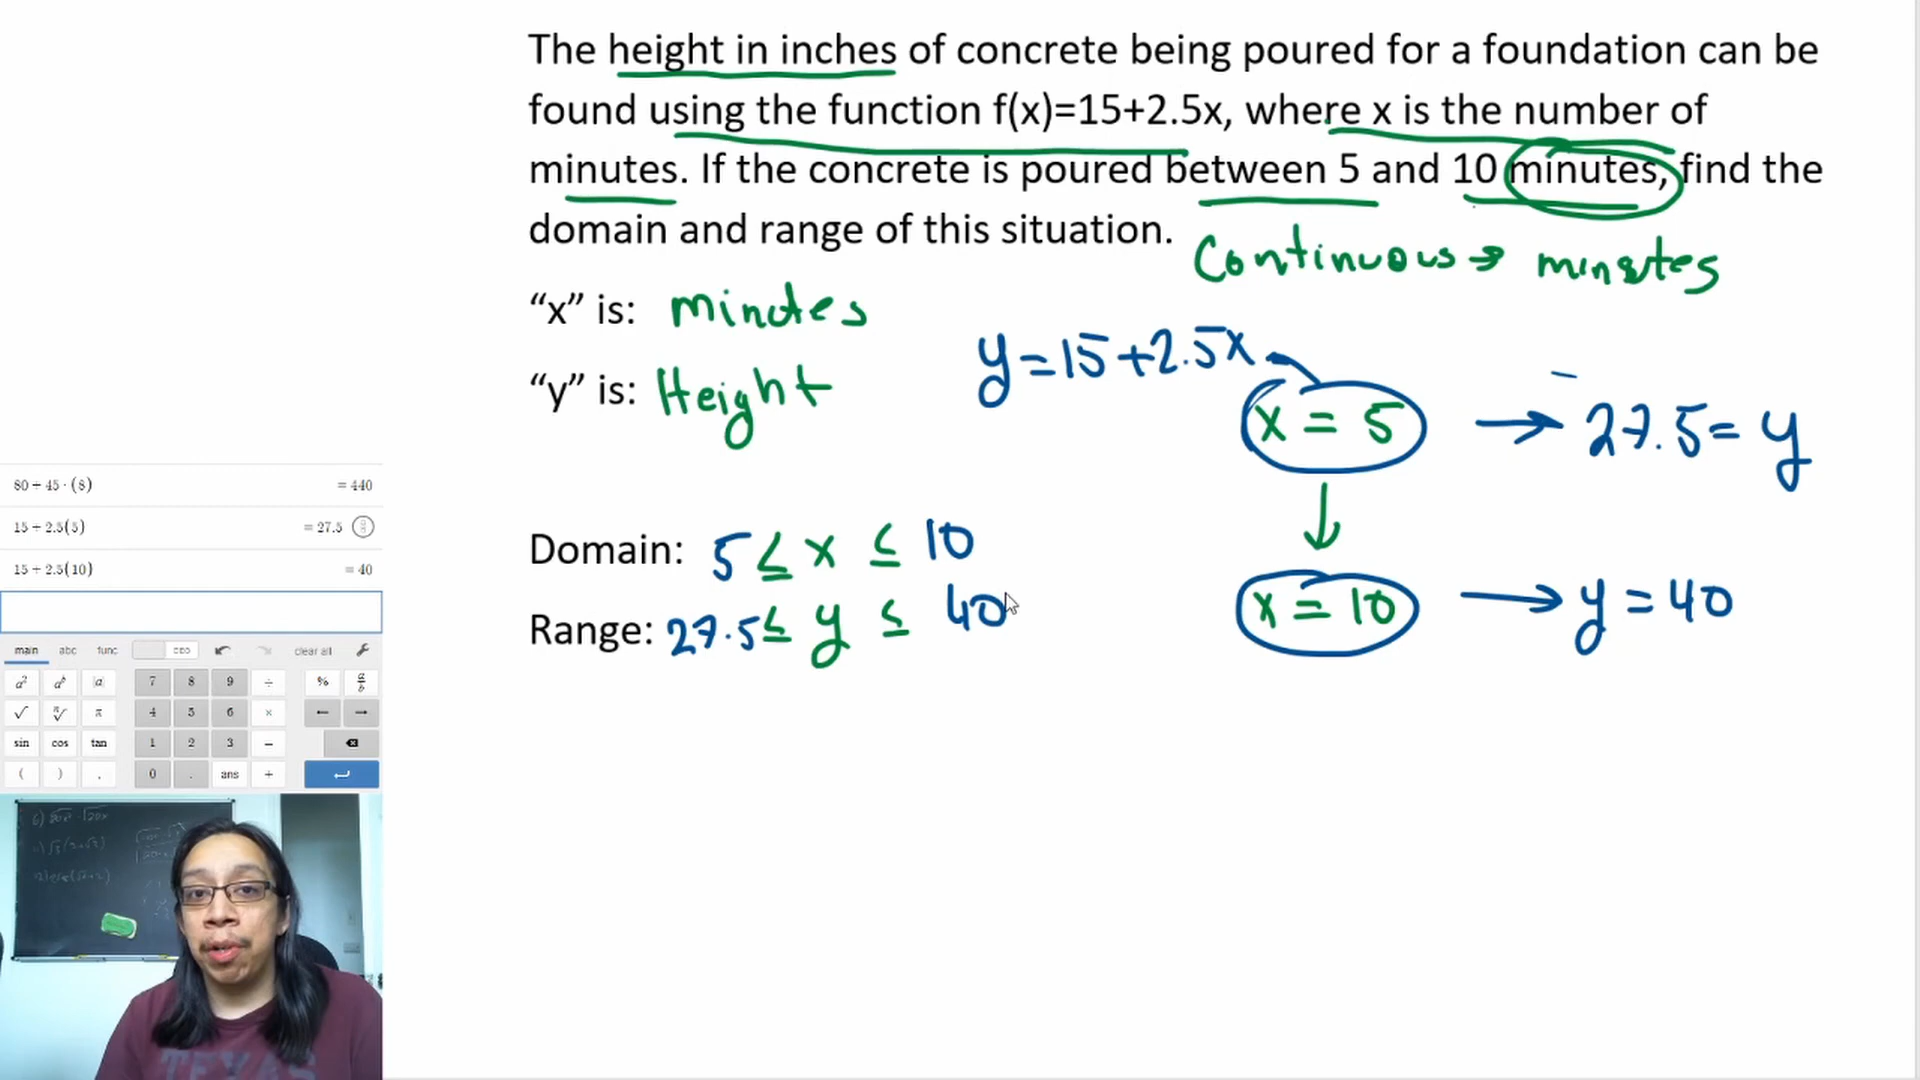 The height in inches of concrete being poured for a foundation can be
found using the function f(x)=15+2.5x, where x is the number of
minutes. If the concrete is poured between 5 and 10 minutes, find the
domain and range of this situation.
Continuous → minutes
"x" is: minutes
y=15+2.5x
"y" is: Height
x = 5 → 27.5 = y
↓
Domain: 5 ≤ x ≤ 10
x = 10 → y = 40
Range: 27.5 ≤ y ≤ 40
80 + 45 · (8) = 440
15 + 2.5(5) = 27.5
15 + 2.5(10) = 40
main abc func DEG clear all
a² aᵇ |a| 7 8 9 ÷ % a/b
√ ⁿ√ π 4 5 6 × ← →
sin cos tan 1 2 3 −
( ) , 0 . ans +
TEXAS